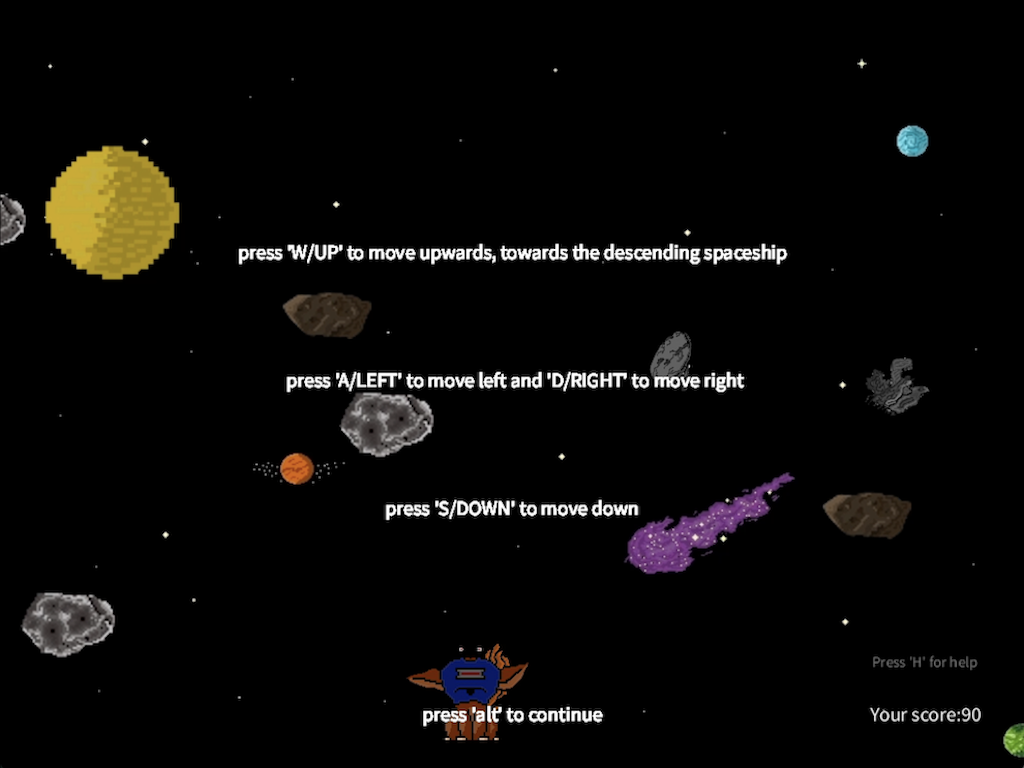 press 'W/UP' to move upwards, towards the descending spaceship
press 'A/LEFT' to move left and 'D/RIGHT' to move right
press 'S/DOWN' to move down
Press 'H' for help
press 'alt' to continue
Your score:90